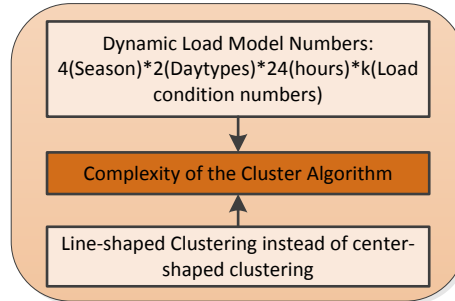 Dynamic Load Model Numbers:
4(Season)*2(Daytypes)*24(hours)*k(Load
condition numbers)
Complexity of the Cluster Algorithm
Line-shaped Clustering instead of center-
shaped clustering